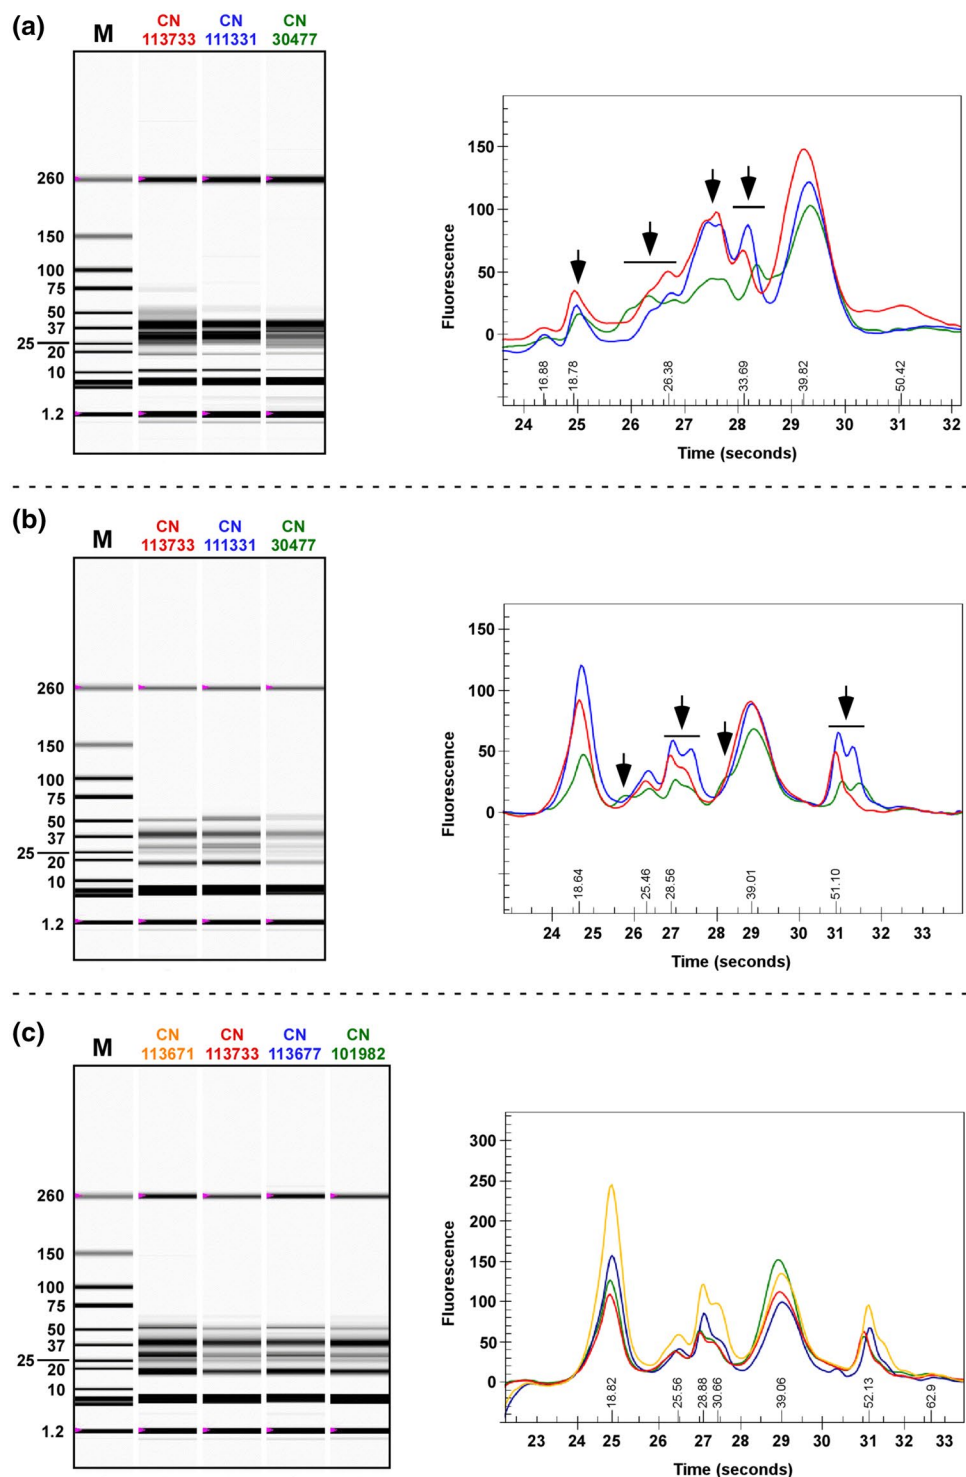 (a)
M
CN
113733
CN
111331
CN
30477
260
150
100
75
50
37
25
20
10
1.2
Fluorescence
150
100
50
0
16.88
18.78
26.38
33.69
39.82
50.42
24 25 26 27 28 29 30 31 32
Time (seconds)
(b)
M
CN
113733
CN
111331
CN
30477
260
150
100
75
50
37
25
20
10
1.2
Fluorescence
150
100
50
0
18.64
25.46
28.56
39.01
51.10
24 25 26 27 28 29 30 31 32 33
Time (seconds)
(c)
M
CN
113671
CN
113733
CN
113677
CN
101982
260
150
100
75
50
37
25
20
10
1.2
Fluorescence
300
250
200
150
100
50
0
18.82
25.56
28.88
30.66
39.06
52.13
62.9
23 24 25 26 27 28 29 30 31 32 33
Time (seconds)